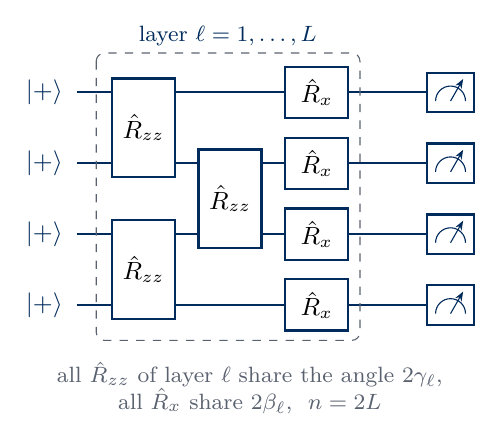 layer ℓ = 1, . . . , L
|+⟩
R̂x
R̂zz
|+⟩
R̂x
R̂zz
|+⟩
R̂x
R̂zz
|+⟩
R̂x
all R̂zz of layer ℓ share the angle 2γℓ,
all R̂x share 2βℓ, n = 2L